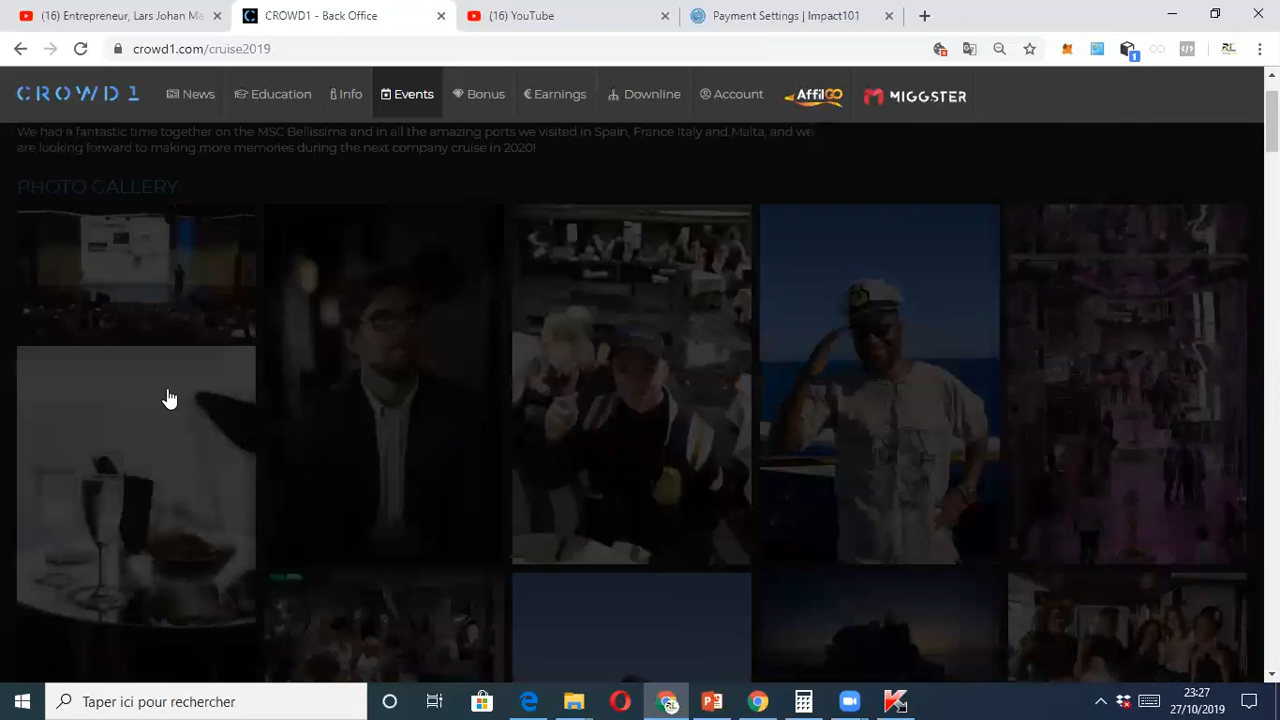 (16) Entrepreneur, Lars Johan Ma
CROWD1 - Back Office
(16) YouTube
Payment Settings | Impact101
crowd1.com/cruise2019
1
CROWD1
News
Education
Info
Events
Bonus
Earnings
Downline
Account
AffilGO
MIGGSTER
We had a fantastic time together on the MSC Bellissima and in all the amazing ports we visited in Spain, France Italy and Malta, and we
are looking forward to making more memories during the next company cruise in 2020!
PHOTO GALLERY
Taper ici pour rechercher
23:27
27/10/2019